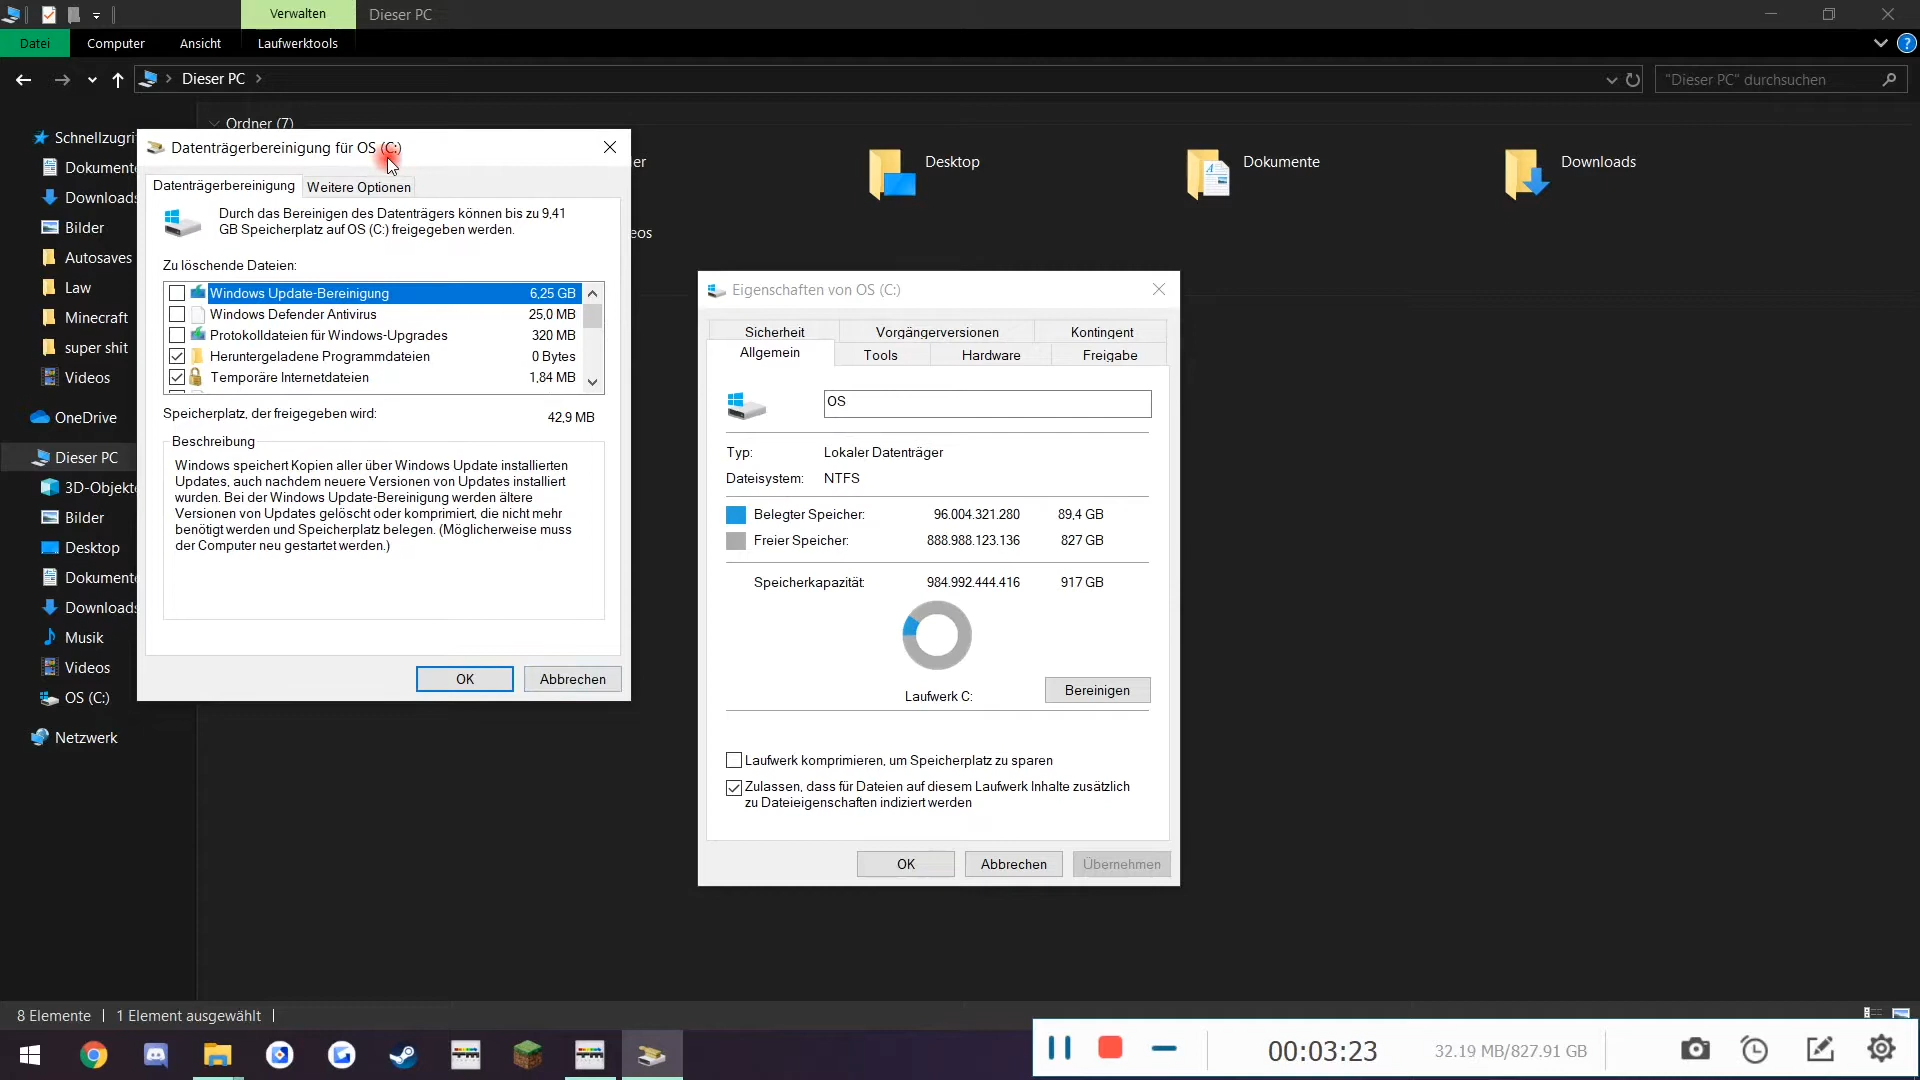 Verwalten
Dieser PC
Datei
Computer
Ansicht
Laufwerktools
Dieser PC
"Dieser PC" durchsuchen
Schnellzugri
Dokumente
Downloads
Bilder
Autosaves
Law
Minecraft
super shit
Videos
OneDrive
Dieser PC
3D-Objekte
Bilder
Desktop
Dokumente
Downloads
Musik
Videos
OS (C:)
Netzwerk
Ordner (7)
er
Desktop
Dokumente
Downloads
eos
Datenträgerbereinigung für OS (C:)
Datenträgerbereinigung
Weitere Optionen
Durch das Bereinigen des Datenträgers können bis zu 9,41
GB Speicherplatz auf OS (C:) freigegeben werden.
Zu löschende Dateien:
Windows Update-Bereinigung 6,25 GB
Windows Defender Antivirus 25,0 MB
Protokolldateien für Windows-Upgrades 320 MB
Heruntergeladene Programmdateien 0 Bytes
Temporäre Internetdateien 1,84 MB
Speicherplatz, der freigegeben wird: 42,9 MB
Beschreibung
Windows speichert Kopien aller über Windows Update installierten
Updates, auch nachdem neuere Versionen von Updates installiert
wurden. Bei der Windows Update-Bereinigung werden ältere
Versionen von Updates gelöscht oder komprimiert, die nicht mehr
benötigt werden und Speicherplatz belegen. (Möglicherweise muss
der Computer neu gestartet werden.)
OK
Abbrechen
Eigenschaften von OS (C:)
Sicherheit
Vorgängerversionen
Kontingent
Allgemein
Tools
Hardware
Freigabe
OS
Typ: Lokaler Datenträger
Dateisystem: NTFS
Belegter Speicher: 96.004.321.280 89,4 GB
Freier Speicher: 888.988.123.136 827 GB
Speicherkapazität: 984.992.444.416 917 GB
Laufwerk C:
Bereinigen
Laufwerk komprimieren, um Speicherplatz zu sparen
Zulassen, dass für Dateien auf diesem Laufwerk Inhalte zusätzlich
zu Dateieigenschaften indiziert werden
OK
Abbrechen
Übernehmen
8 Elemente
1 Element ausgewählt
00:03:23
32.19 MB/827.91 GB